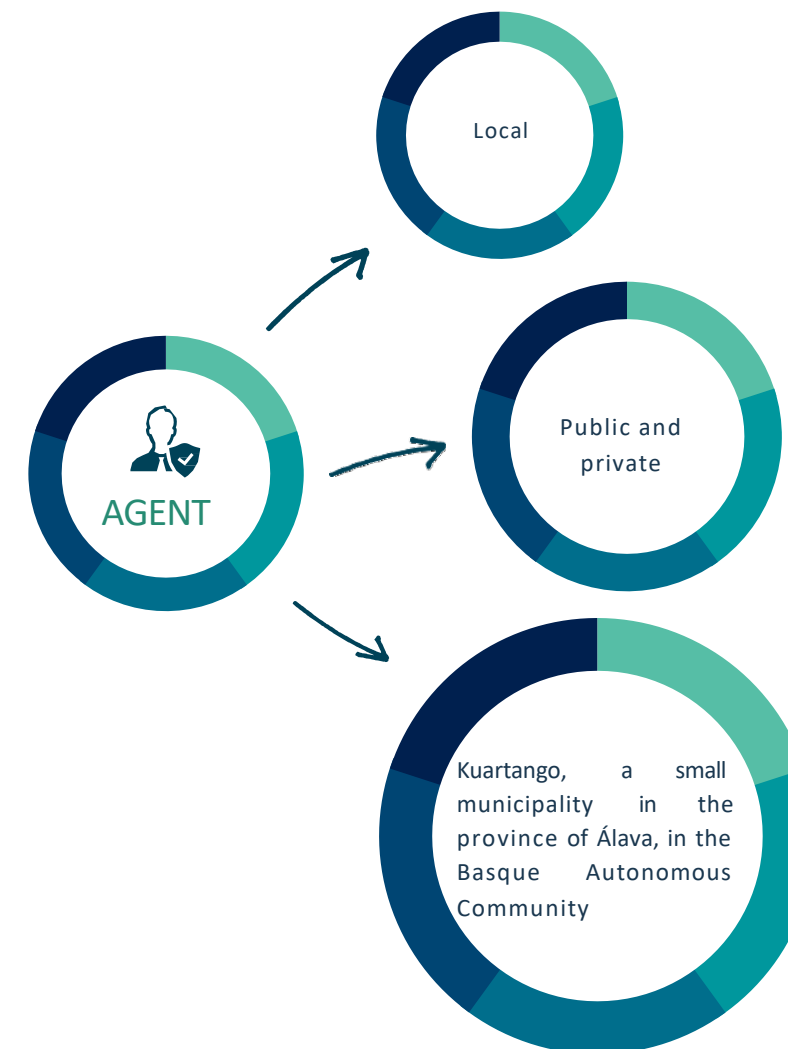 Local
AGENT
Public and
private
Kuartango, a small
municipality in the
province of Álava, in the
Basque Autonomous
Community